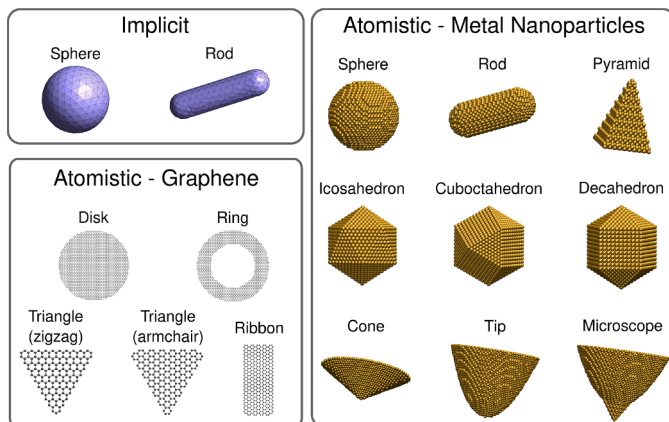 Implicit
Sphere
Rod
Atomistic - Graphene
Disk
Ring
Triangle
(zigzag)
Triangle
(armchair)
Ribbon
Atomistic - Metal Nanoparticles
Sphere
Rod
Pyramid
Icosahedron
Cuboctahedron
Decahedron
Cone
Tip
Microscope